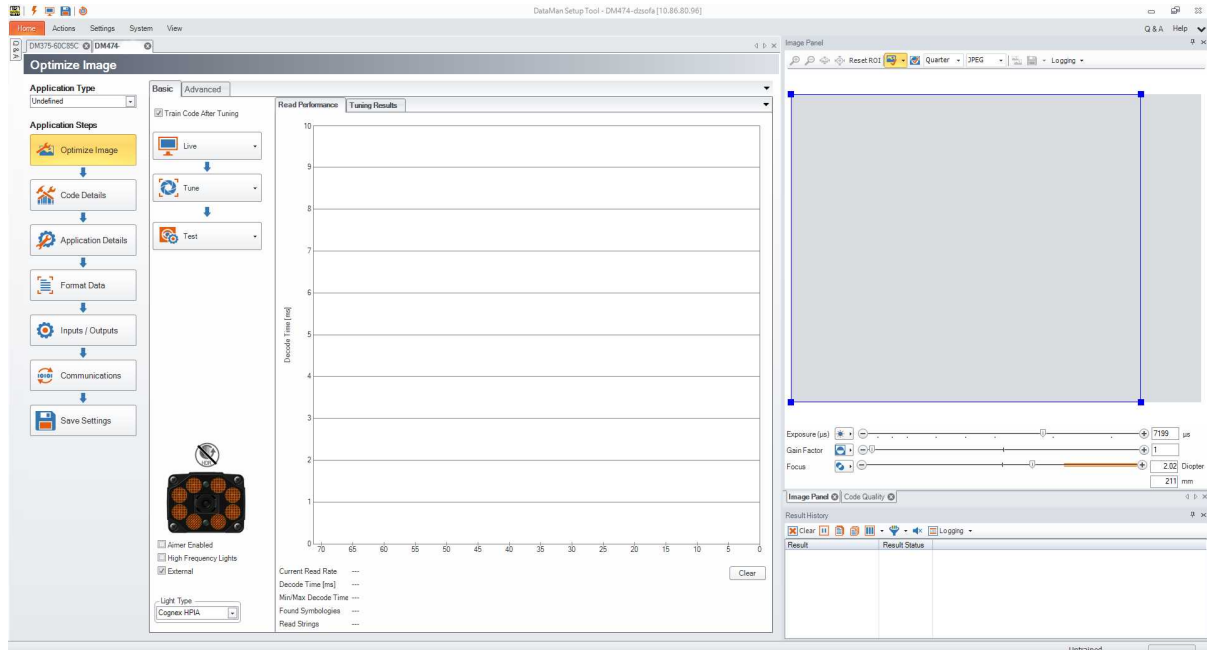 DataMan Setup Tool - DM474-dzsofa [10.86.80.96]
Home Actions Settings System View
Q&A Help
Q & A
DM375-60C85C DM474-
Optimize Image
Application Type
Undefined
Application Steps
Optimize Image
Code Details
Application Details
Format Data
Inputs / Outputs
Communications
Save Settings
Basic Advanced
Train Code After Tuning
Live
Tune
Test
Aimer Enabled
High Frequency Lights
External
Light Type
Cognex HPIA
Read Performance Tuning Results
10
9
8
7
6
5
4
3
2
1
0
Decode Time [ms]
70 65 60 55 50 45 40 35 30 25 20 15 10 5 0
Current Read Rate ---
Decode Time [ms] ---
Min/Max Decode Time ---
Found Symbologies ---
Read Strings ---
Clear
Image Panel
Reset ROI Quarter JPEG Logging
Exposure (µs) 7199 µs
Gain Factor 1
Focus 2.02 Diopter
211 mm
Image Panel Code Quality
Result History
Clear Logging
Result Result Status
Untrained